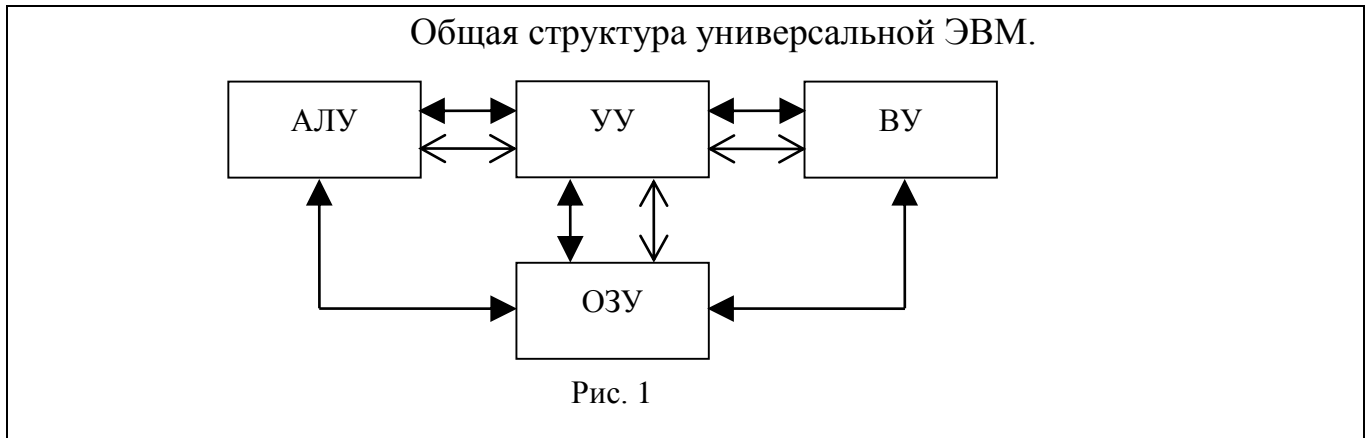 Общая структура универсальной ЭВМ.
АЛУ
УУ
ВУ
ОЗУ
Рис. 1